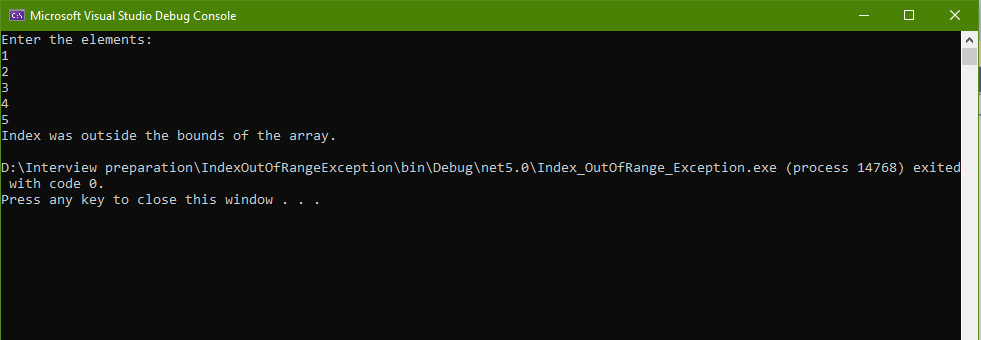 Microsoft Visual Studio Debug Console
Enter the elements:
1
2
3
4
5
Index was outside the bounds of the array.
D:\Interview preparation\IndexOutOfRangeException\bin\Debug\net5.0\Index_OutOfRange_Exception.exe (process 14768) exited
with code 0.
Press any key to close this window . . .